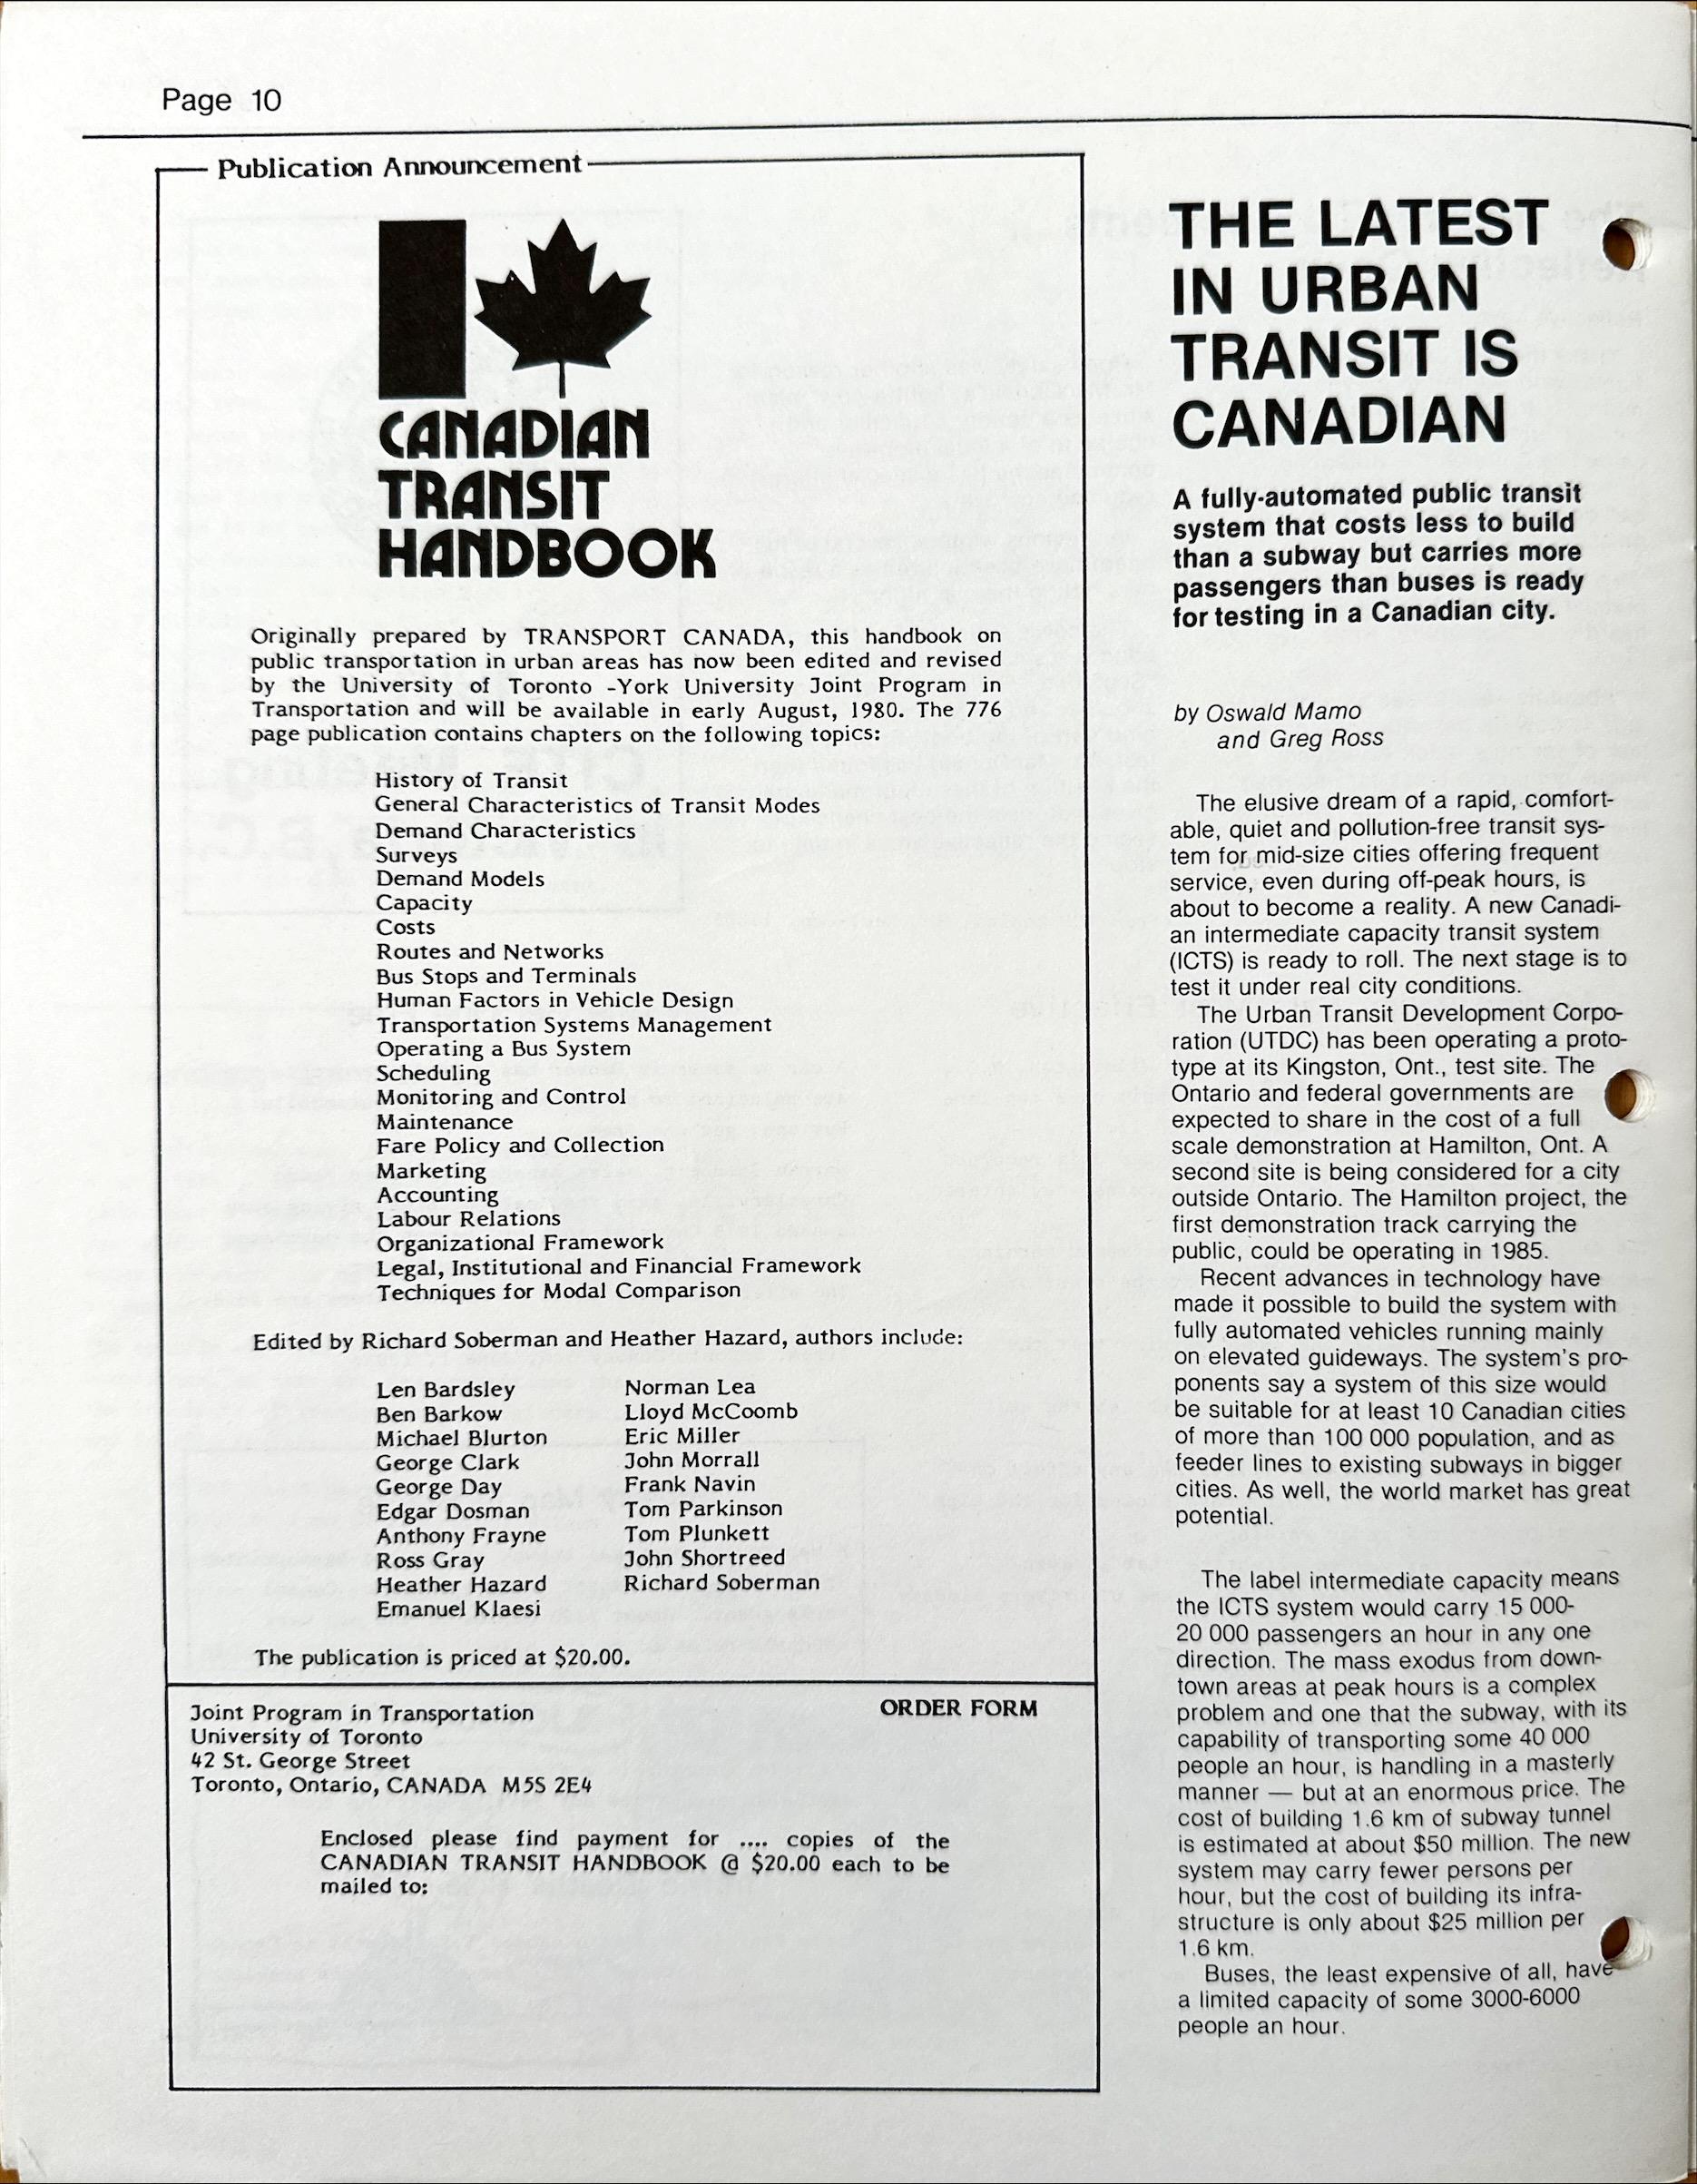 Page 10
Publication Announcement
CANADIAN
TRANSIT
HANDBOOK
Originally prepared by TRANSPORT CANADA, this handbook on
public transportation in urban areas has now been edited and revised
by the University of Toronto -York University Joint Program in
Transportation and will be available in early August, 1980. The 776
page publication contains chapters on the following topics:
History of Transit
General Characteristics of Transit Modes
Demand Characteristics
Surveys
Demand Models
Capacity
Costs
Routes and Networks
Bus Stops and Terminals
Human Factors in Vehicle Design
Transportation Systems Management
Operating a Bus System
Scheduling
Monitoring and Control
Maintenance
Fare Policy and Collection
Marketing
Accounting
Labour Relations
Organizational Framework
Legal, Institutional and Financial Framework
Techniques for Modal Comparison
Edited by Richard Soberman and Heather Hazard, authors include:
Len Bardsley
Ben Barkow
Michael Blurton
George Clark
George Day
Edgar Dosman
Anthony Frayne
Ross Gray
Heather Hazard
Emanuel Klaesi
Norman Lea
Lloyd McCoomb
Eric Miller
John Morrall
Frank Navin
Tom Parkinson
Tom Plunkett
John Shortreed
Richard Soberman
The publication is priced at $20.00.
ORDER FORM
Joint Program in Transportation
University of Toronto
42 St. George Street
Toronto, Ontario, CANADA M5S 2E4
Enclosed please find payment for .... copies of the
CANADIAN TRANSIT HANDBOOK @ $20.00 each to be
mailed to:
THE LATEST
IN URBAN
TRANSIT IS
CANADIAN
A fully-automated public transit
system that costs less to build
than a subway but carries more
passengers than buses is ready
for testing in a Canadian city.
by Oswald Mamo
and Greg Ross
The elusive dream of a rapid, comfort-
able, quiet and pollution-free transit sys-
tem for mid-size cities offering frequent
service, even during off-peak hours, is
about to become a reality. A new Canadi-
an intermediate capacity transit system
(ICTS) is ready to roll. The next stage is to
test it under real city conditions.
The Urban Transit Development Corpo-
ration (UTDC) has been operating a proto-
type at its Kingston, Ont., test site. The
Ontario and federal governments are
expected to share in the cost of a full
scale demonstration at Hamilton, Ont. A
second site is being considered for a city
outside Ontario. The Hamilton project, the
first demonstration track carrying the
public, could be operating in 1985.
Recent advances in technology have
made it possible to build the system with
fully automated vehicles running mainly
on elevated guideways. The system's pro-
ponents say a system of this size would
be suitable for at least 10 Canadian cities
of more than 100 000 population, and as
feeder lines to existing subways in bigger
cities. As well, the world market has great
potential.
The label intermediate capacity means
the ICTS system would carry 15 000-
20 000 passengers an hour in any one
direction. The mass exodus from down-
town areas at peak hours is a complex
problem and one that the subway, with its
capability of transporting some 40 000
people an hour, is handling in a masterly
manner — but at an enormous price. The
cost of building 1.6 km of subway tunnel
is estimated at about $50 million. The new
system may carry fewer persons per
hour, but the cost of building its infra-
structure is only about $25 million per
1.6 km.
Buses, the least expensive of all, have
a limited capacity of some 3000-6000
people an hour.